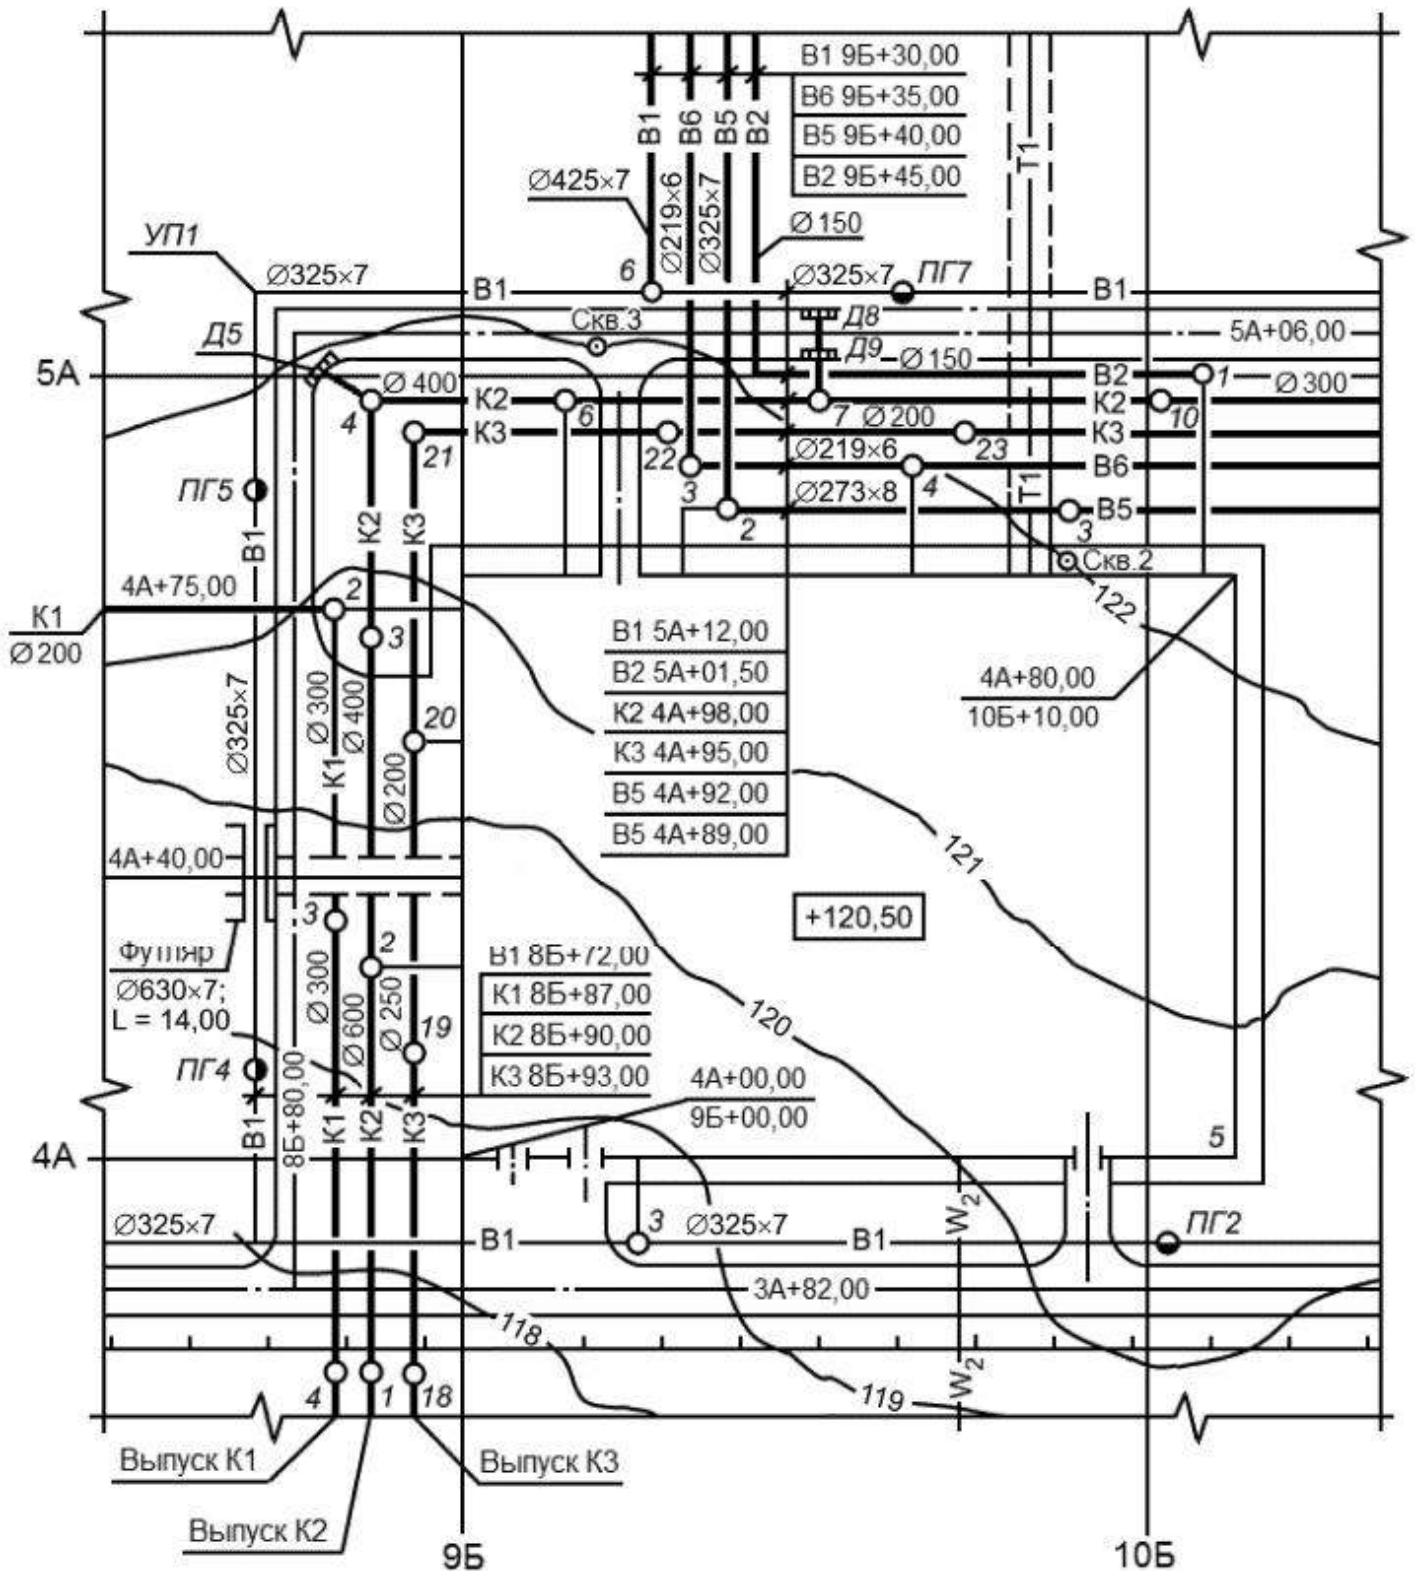 В1 9Б+30,00
В6 9Б+35,00
В5 9Б+40,00
В2 9Б+45,00
В1
В6
В5
В2
Т1
Ø425×7
Ø219×6
Ø325×7
Ø150
УП1
Ø325×7
В1
6
Ø325×7
ПГ7
В1
Скв.3
Д8
5А+06,00
Д5
Д9
Ø150
5А
Ø400
В2
1
Ø300
4
К2
6
7
Ø200
К2
10
21
К3
22
23
К3
Ø219×6
3
4
В6
ПГ5
К2
К3
Ø273×8
Т1
2
3
В5
В1
Скв.2
4А+75,00
2
122
К1
Ø200
3
В1 5А+12,00
В2 5А+01,50
К2 4А+98,00
К3 4А+95,00
В5 4А+92,00
В5 4А+89,00
4А+80,00
10Б+10,00
Ø325×7
Ø300
Ø400
20
К1
Ø200
4А+40,00
121
+120,50
3
Футляр
Ø630×7;
L = 14,00
2
Ø300
Ø600
Ø250
19
В1 8Б+72,00
К1 8Б+87,00
К2 8Б+90,00
К3 8Б+93,00
120
ПГ4
4А+00,00
9Б+00,00
В1
8Б+80,00
К1
К2
К3
5
4А
Ø325×7
В1
3
Ø325×7
В1
W2
ПГ2
3А+82,00
118
4
1
18
119
W2
Выпуск К1
Выпуск К3
Выпуск К2
9Б
10Б